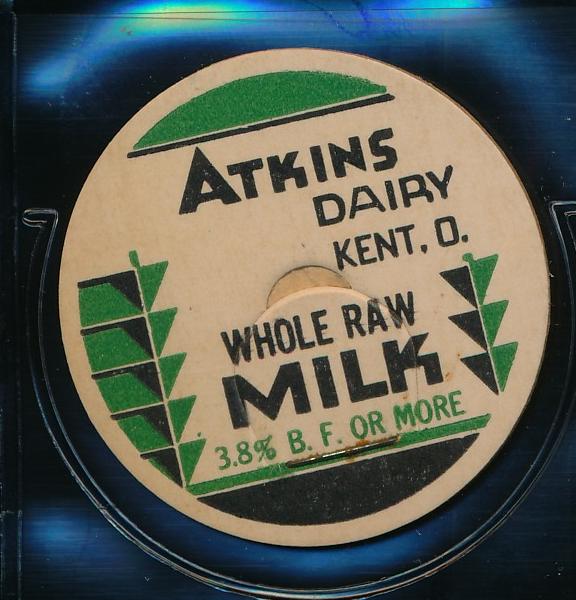 ATKINS
DAIRY
KENT, O.
WHOLE RAW
MILK
3.8% B. F. OR MORE